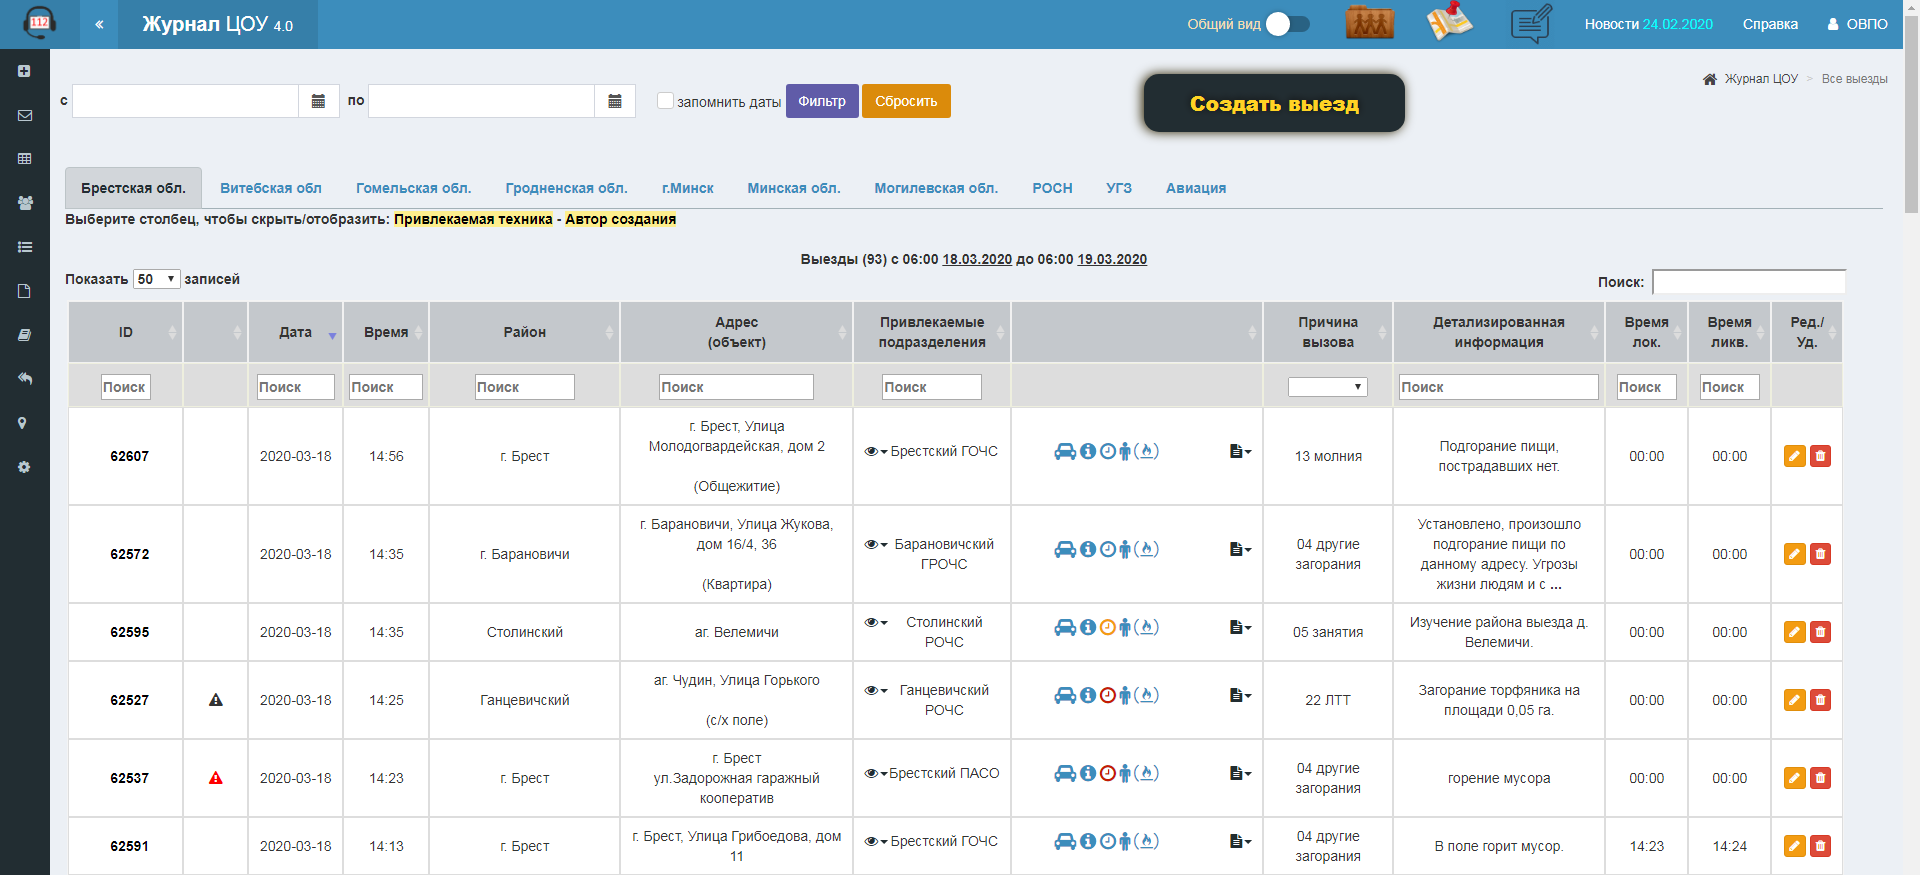 112
«
Журнал ЦОУ 4.0
Общий вид
Новости 24.02.2020
Справка
ОВПО
Журнал ЦОУ > Все выезды
с
по
запомнить даты
Фильтр
Сбросить
Создать выезд
Брестская обл.
Витебская обл
Гомельская обл.
Гродненская обл.
г.Минск
Минская обл.
Могилевская обл.
РОСН
УГЗ
Авиация
Выберите столбец, чтобы скрыть/отобразить: Привлекаемая техника - Автор создания
Выезды (93) с 06:00 18.03.2020 до 06:00 19.03.2020
Показать 50 записей
Поиск:
ID
Дата
Время
Район
Адрес
(объект)
Привлекаемые
подразделения
Причина
вызова
Детализированная
информация
Время
лок.
Время
ликв.
Ред./
Уд.
Поиск
Поиск
Поиск
Поиск
Поиск
Поиск
Поиск
Поиск
Поиск
62607
2020-03-18
14:56
г. Брест
г. Брест, Улица
Молодогвардейская, дом 2
(Общежитие)
Брестский ГОЧС
13 молния
Подгорание пищи,
пострадавших нет.
00:00
00:00
62572
2020-03-18
14:35
г. Барановичи
г. Барановичи, Улица Жукова,
дом 16/4, 36
(Квартира)
Барановичский
ГРОЧС
04 другие
загорания
Установлено, произошло
подгорание пищи по
данному адресу. Угрозы
жизни людям и с ...
00:00
00:00
62595
2020-03-18
14:35
Столинский
аг. Велемичи
Столинский
РОЧС
05 занятия
Изучение района выезда д.
Велемичи.
00:00
00:00
62527
2020-03-18
14:25
Ганцевичский
аг. Чудин, Улица Горького
(с/х поле)
Ганцевичский
РОЧС
22 ЛТТ
Загорание торфяника на
площади 0,05 га.
00:00
00:00
62537
2020-03-18
14:23
г. Брест
г. Брест
ул.Задорожная гаражный
кооператив
Брестский ПАСО
04 другие
загорания
горение мусора
00:00
00:00
62591
2020-03-18
14:13
г. Брест
г. Брест, Улица Грибоедова, дом
11
Брестский ГОЧС
04 другие
загорания
В поле горит мусор.
14:23
14:24